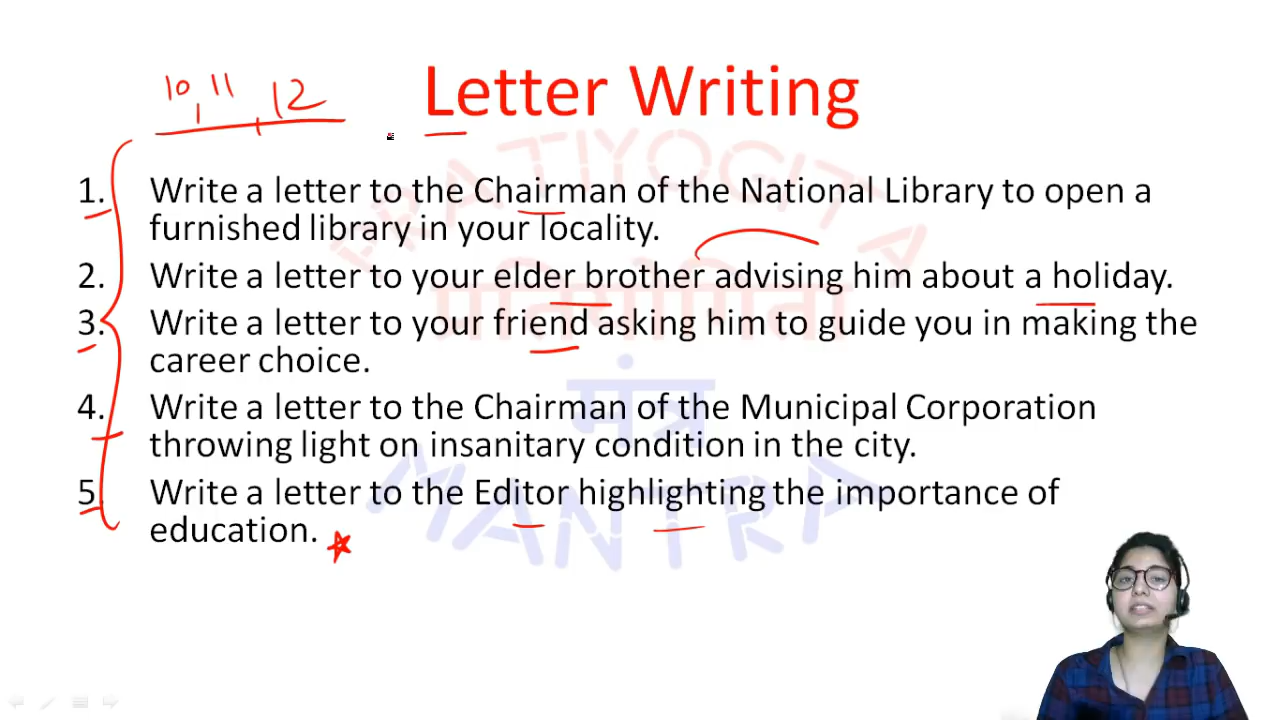 10, 11, 12
Letter Writing
1. Write a letter to the Chairman of the National Library to open a
furnished library in your locality.
2. Write a letter to your elder brother advising him about a holiday.
3. Write a letter to your friend asking him to guide you in making the
career choice.
4. Write a letter to the Chairman of the Municipal Corporation
throwing light on insanitary condition in the city.
5. Write a letter to the Editor highlighting the importance of
education.
PRATIYOGITA
प्रतियोगिता
मंत्र
MANTRA